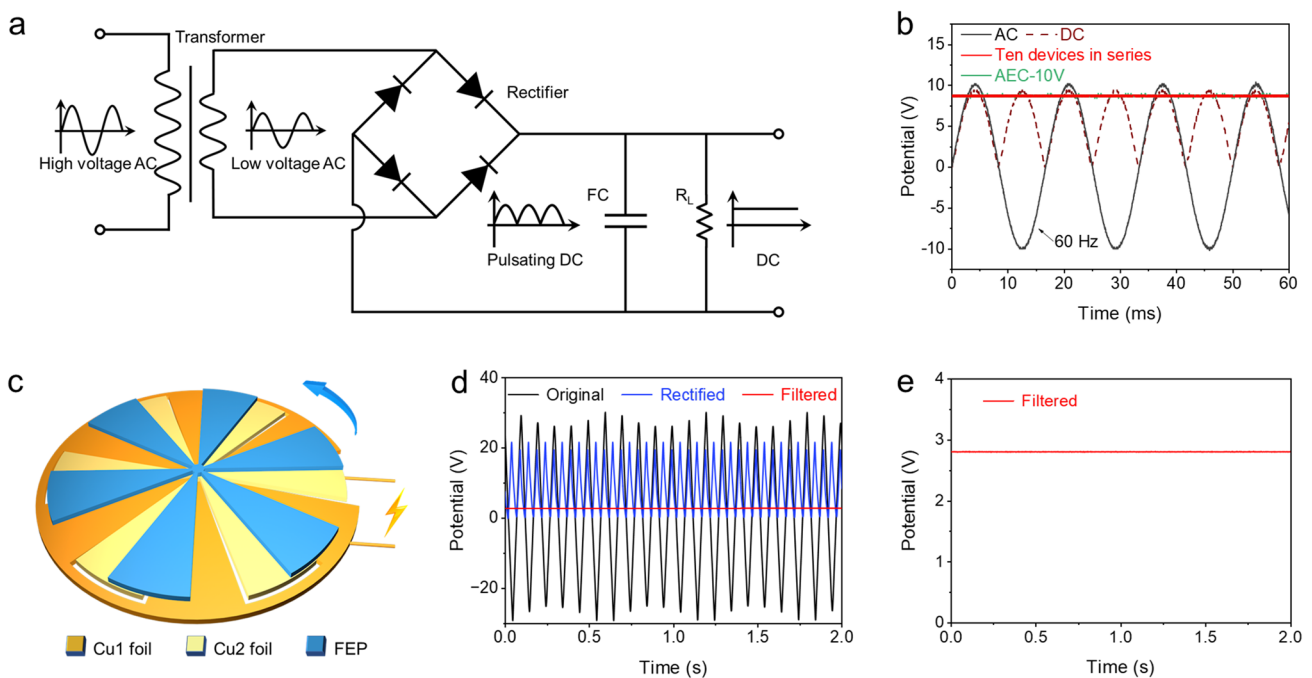 a
Transformer
High voltage AC
Low voltage AC
Rectifier
Pulsating DC
FC
R_L
DC
b
AC DC
Ten devices in series
AEC-10V
60 Hz
Potential (V)
15
10
5
0
-5
-10
0 10 20 30 40 50 60
Time (ms)
c
Cu1 foil Cu2 foil FEP
d
Original Rectified Filtered
Potential (V)
40
20
0
-20
0.0 0.5 1.0 1.5 2.0
Time (s)
e
Filtered
Potential (V)
4
3
2
1
0
0.0 0.5 1.0 1.5 2.0
Time (s)